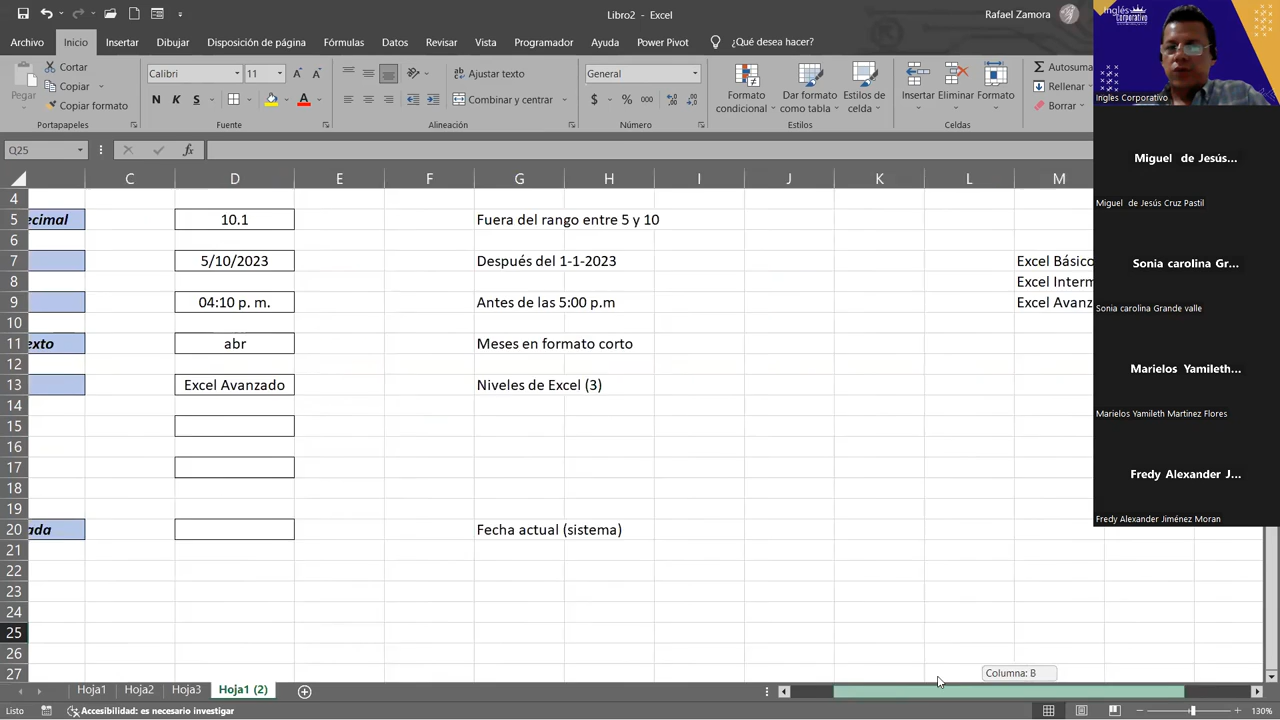 Libro2 - Excel
Rafael Zamora
Archivo Inicio Insertar Dibujar Disposición de página Fórmulas Datos Revisar Vista Programador Ayuda Power Pivot ¿Qué desea hacer?
Pegar
Cortar
Copiar
Copiar formato
Portapapeles
Calibri 11
N K S
Fuente
Ajustar texto
Combinar y centrar
Alineación
General
$ % 000
Número
Formato condicional
Dar formato como tabla
Estilos de celda
Estilos
Insertar Eliminar Formato
Celdas
Autosuma
Rellenar
Borrar
Q25
fx
C D E F G H I J K L M
4
5 ecimal 10.1 Fuera del rango entre 5 y 10
6
7 5/10/2023 Después del 1-1-2023 Excel Básico
8 Excel Interm
9 04:10 p. m. Antes de las 5:00 p.m Excel Avanz
10
11 exto abr Meses en formato corto
12
13 Excel Avanzado Niveles de Excel (3)
14
15
16
17
18
19
20 ada Fecha actual (sistema)
21
22
23
24
25
26
27
Columna: B
Hoja1 Hoja2 Hoja3 Hoja1 (2)
Listo
Accesibilidad: es necesario investigar
130%
Inglés Corporativo
Ingles Corporativo
Miguel de Jesús...
Miguel de Jesús Cruz Pastil
Sonia carolina Gr...
Sonia carolina Grande valle
Marielos Yamileth...
Marielos Yamileth Martinez Flores
Fredy Alexander J...
Fredy Alexander Jiménez Moran